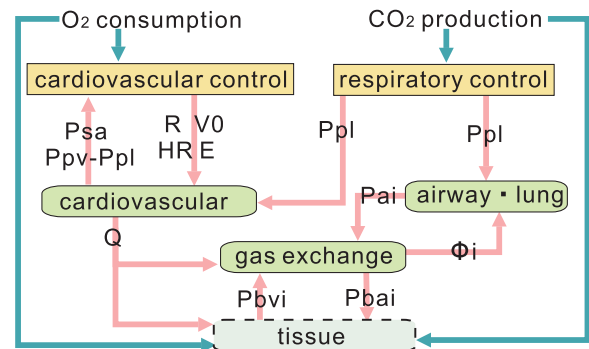 O2 consumption
CO2 production
cardiovascular control
respiratory control
Psa
Ppv-Ppl
R V0
HR E
Ppl
Ppl
cardiovascular
Pai
airway・lung
Q
gas exchange
Φi
Pbvi
Pbai
tissue